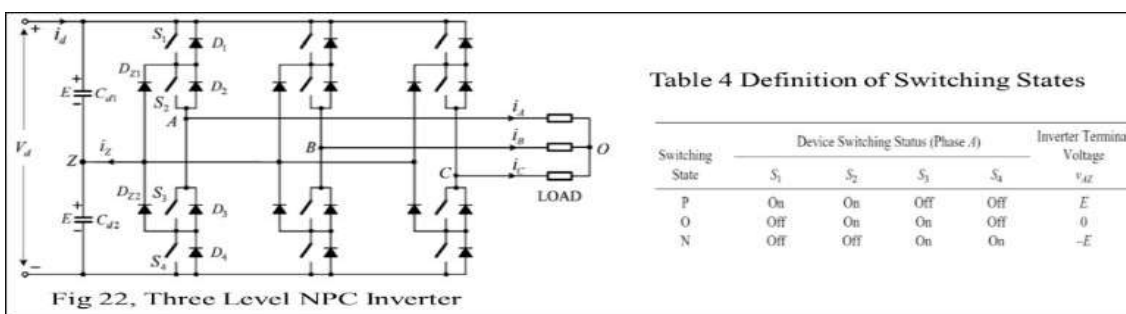 +
i_d
S_1
D_1
D_Z1
E
+
−
C_d1
S_2
D_2
A
i_A
V_d
Z
i_Z
B
i_B
O
C
i_C
LOAD
D_Z2
S_3
D_3
E
+
−
C_d2
S_4
D_4
−
Fig 22, Three Level NPC Inverter
Table 4 Definition of Switching States
Switching State
Device Switching Status (Phase A)
Inverter Termina
Voltage
S_1 S_2 S_3 S_4 v_AZ
P On On Off Off E
O Off On On Off 0
N Off Off On On −E